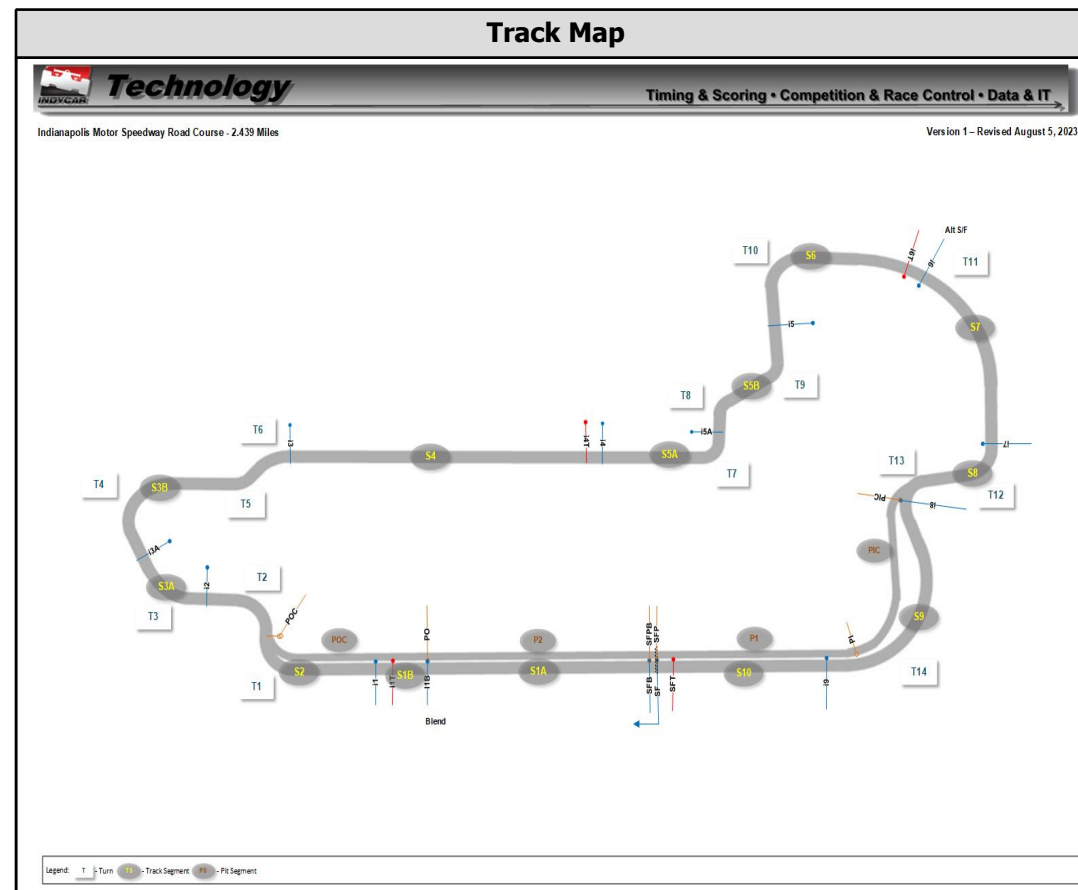 Track Map
INDYCAR
Technology
Timing & Scoring • Competition & Race Control • Data & IT
Indianapolis Motor Speedway Road Course - 2.439 Miles
Version 1 – Revised August 5, 2023
Alt S/F
T10
S6
I6T
i6
T11
S7
i5
T8
S5B
T9
T6
i3
i4T
i4
i5A
S4
S5A
T7
i7
T4
S3B
T5
T13
S8
T12
PIC
i8
i3A
PIC
S3A
i2
T2
T3
POC
S9
POC
PO
P2
SFPB
SFP
P1
PI
T1
S2
i1
I1T
S1B
I1B
S1A
SFB
SF
SFT
S10
i9
T14
Blend
Legend: T - Turn TS - Track Segment PS - Pit Segment